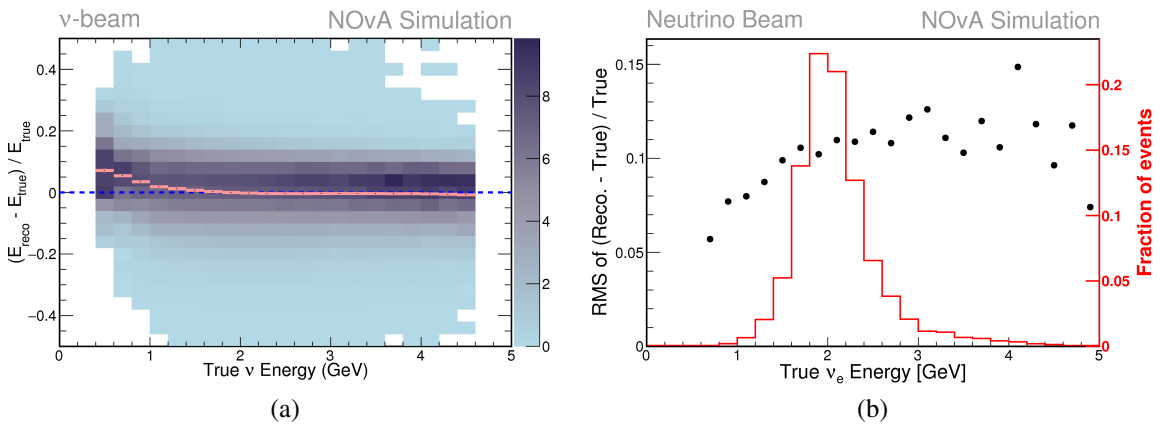 ν-beam NOνA Simulation
(E_reco - E_true) / E_true
0.4
0.2
0
−0.2
−0.4
0 1 2 3 4 5
True ν Energy (GeV)
8
6
4
2
0
(a)
Neutrino Beam NOvA Simulation
RMS of (Reco. - True) / True
0.15
0.1
0.05
0
0 1 2 3 4 5
True ν_e Energy [GeV]
0.2
0.15
0.1
0.05
0
Fraction of events
(b)